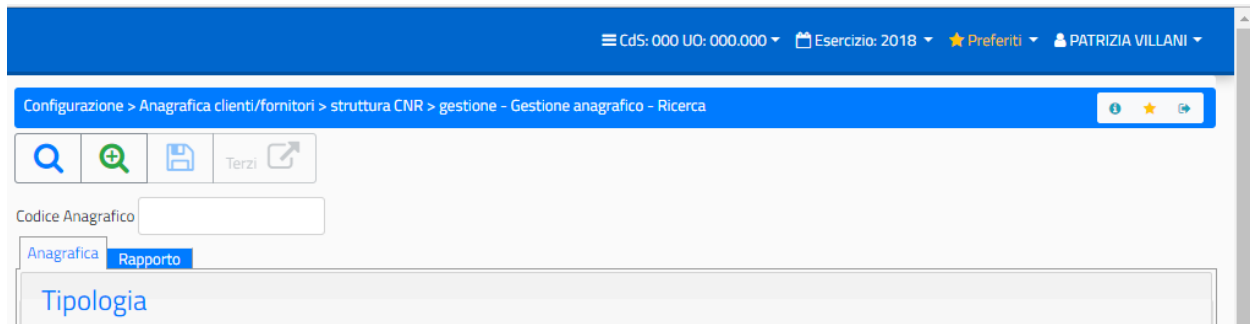 CdS: 000 UO: 000.000 Esercizio: 2018 Preferiti PATRIZIA VILLANI
Configurazione > Anagrafica clienti/fornitori > struttura CNR > gestione - Gestione anagrafico - Ricerca
Terzi
Codice Anagrafico
Anagrafica Rapporto
Tipologia